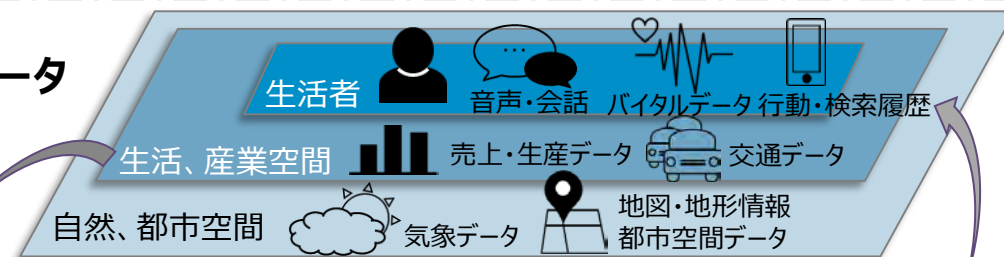 ータ
生活者
音声・会話
バイタルデータ
行動・検索履歴
生活、産業空間
売上・生産データ
交通データ
自然、都市空間
気象データ
地図・地形情報
都市空間データ